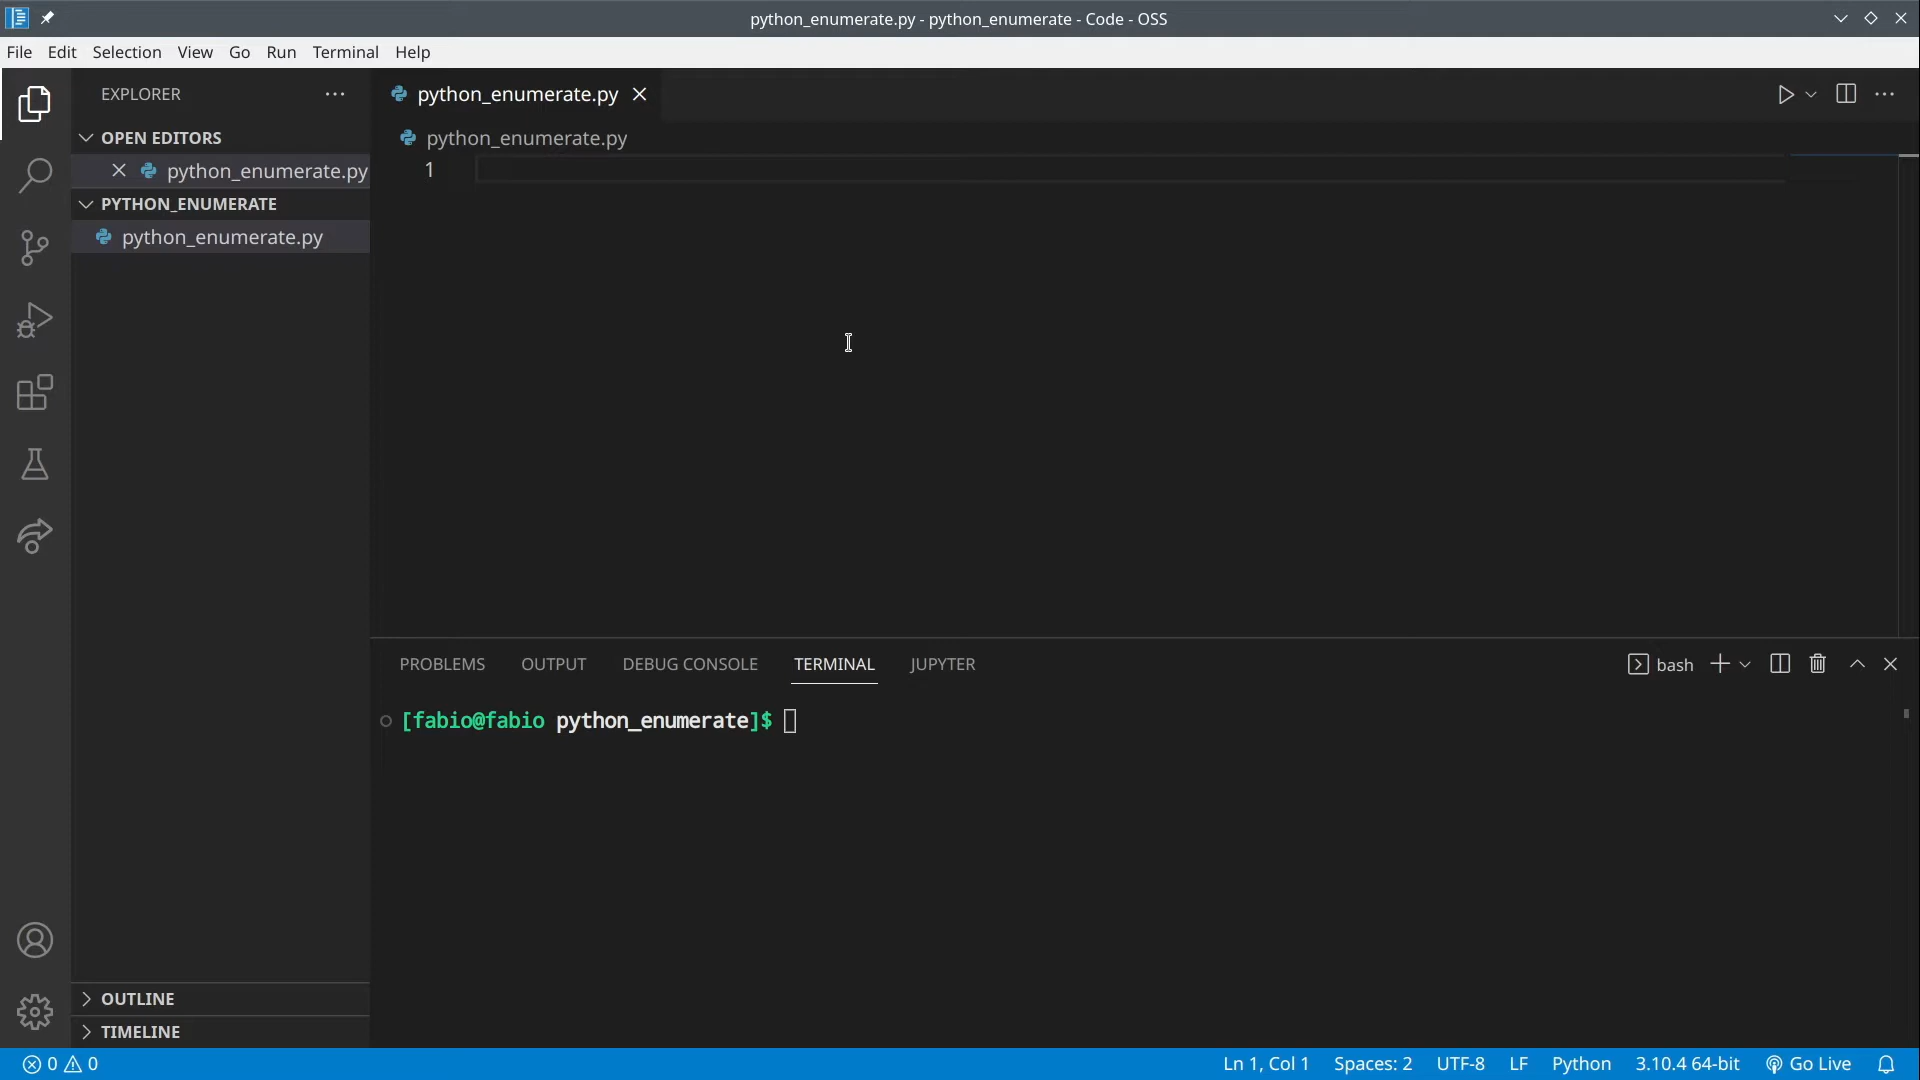 python_enumerate.py - python_enumerate - Code - OSS
File Edit Selection View Go Run Terminal Help
EXPLORER
OPEN EDITORS
python_enumerate.py
PYTHON_ENUMERATE
python_enumerate.py
OUTLINE
TIMELINE
python_enumerate.py
python_enumerate.py
1
PROBLEMS OUTPUT DEBUG CONSOLE TERMINAL JUPYTER
bash
[fabio@fabio python_enumerate]$
0 0 Ln 1, Col 1 Spaces: 2 UTF-8 LF Python 3.10.4 64-bit Go Live